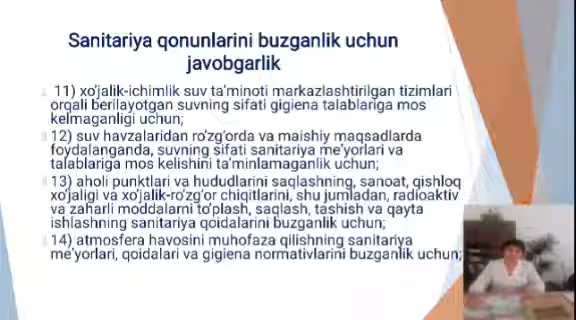 Sanitariya qonunlarini buzganlik uchun
javobgarlik
11) xo'jalik-ichimlik suv ta'minoti markazlashtirilgan tizimlari
orqali berilayotgan suvning sifati gigiena talablariga mos
kelmaganligi uchun;
12) suv havzalaridan ro'zg'orda va maishiy maqsadlarda
foydalanganda, suvning sifati sanitariya me'yorlari va
talablariga mos kelishini ta'minlamaganlik uchun;
13) aholi punktlari va hududlarini saqlashning, sanoat, qishloq
xo'jaligi va xo'jalik-ro'zg'or chiqitlarini, shu jumladan, radioaktiv
va zaharli moddalarni to'plash, saqlash, tashish va qayta
ishlashning sanitariya qoidalarini buzganlik uchun;
14) atmosfera havosini muhofaza qilishning sanitariya
me'yorlari, qoidalari va gigiena normativlarini buzganlik uchun;